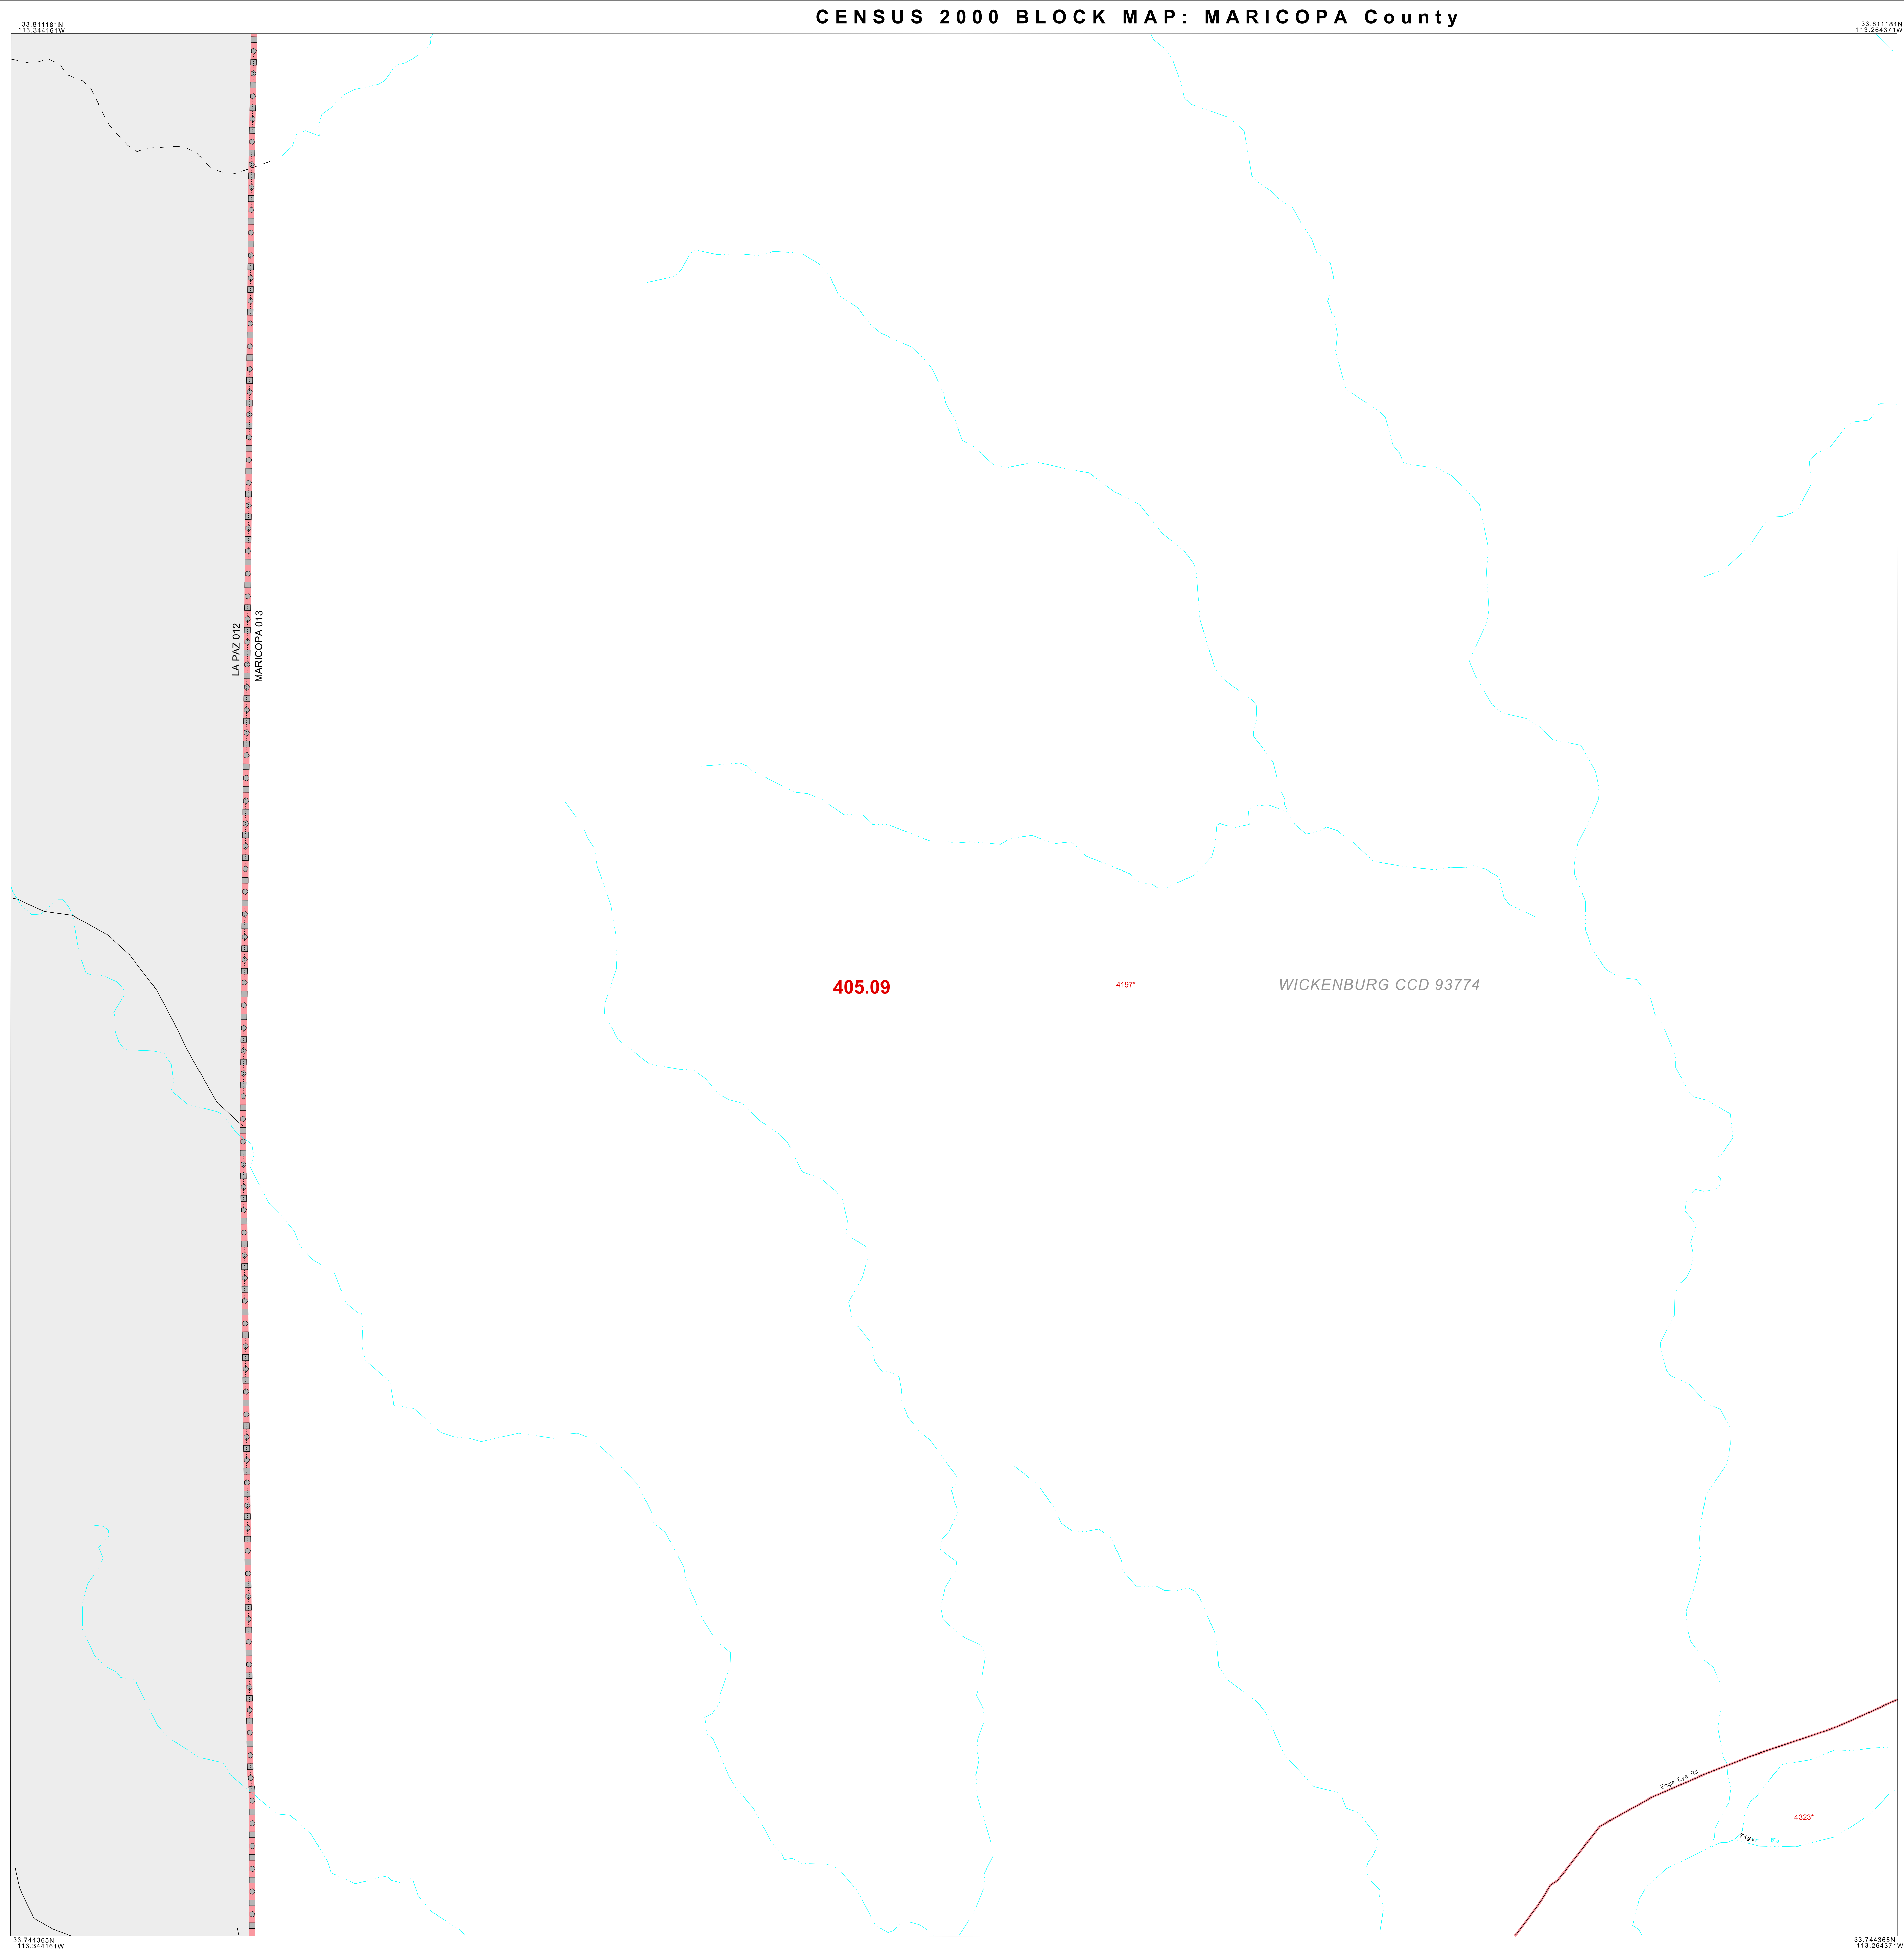 CENSUS 2000 BLOCK MAP: MARICOPA County
33.811181N
113.344161W
33.811181N
113.264371W
LA PAZ 012
MARICOPA 013
405.09
4197*
WICKENBURG CCD 93774
Eagle Eye Rd
4323*
33.744365N
113.344161W
33.744365N
113.264371W